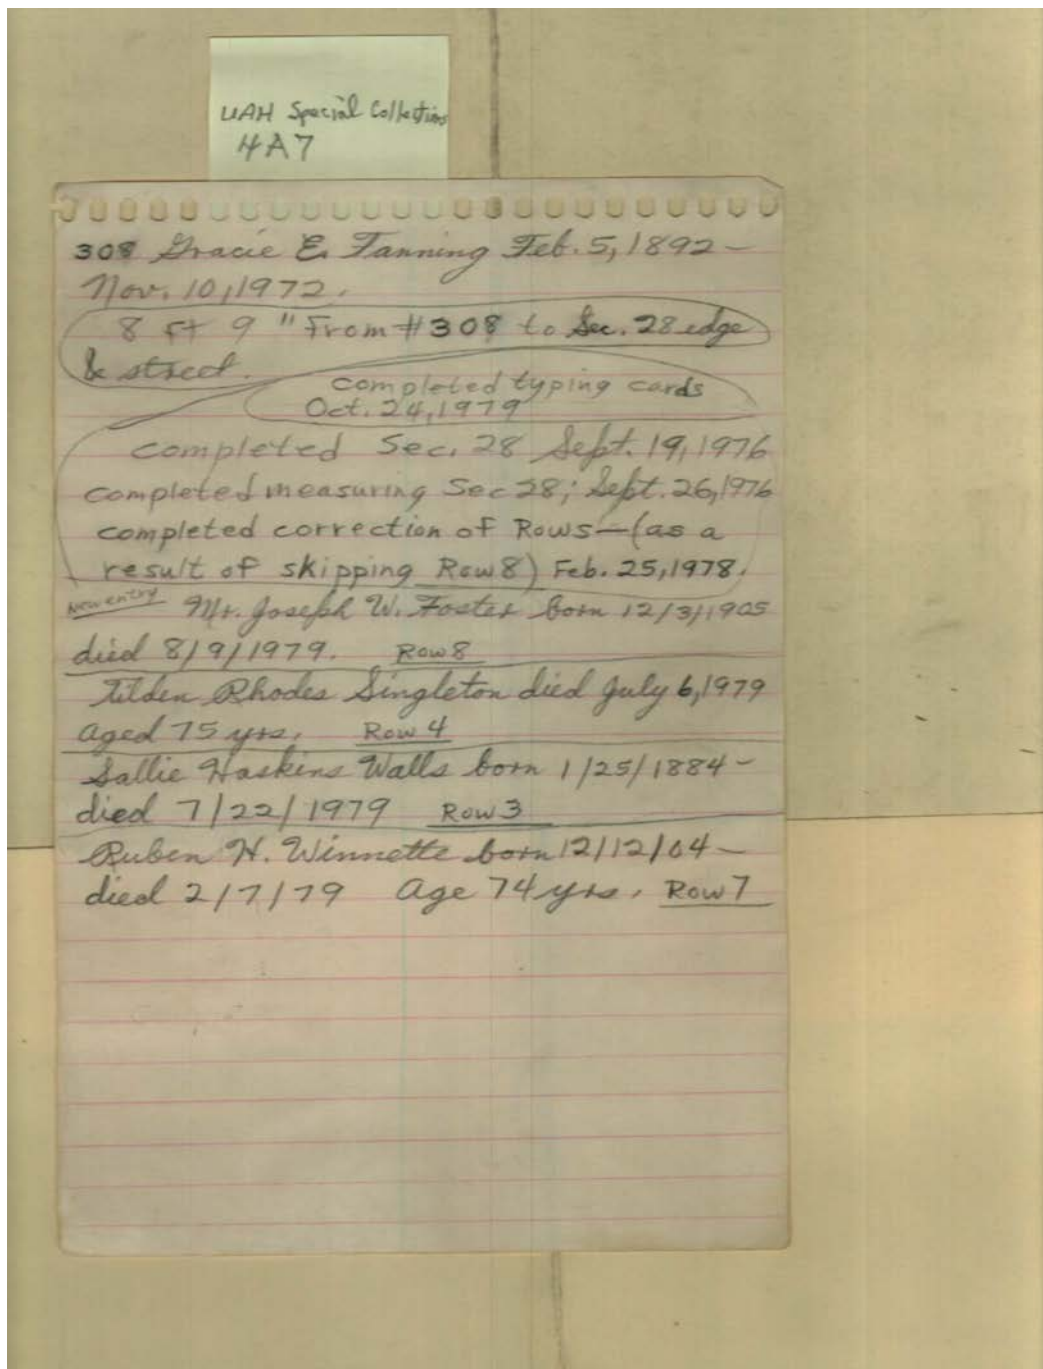 UAH Special Collections
4A7
308 Gracie E. Fanning Feb. 5, 1892 —
Nov. 10, 1972.
8 ft 9 " From # 308 to Sec. 28 edge
& street.
completed typing cards
Oct. 24, 1979
completed Sec. 28 Sept. 19, 1976
completed measuring Sec 28; Sept. 26, 1976
completed correction of Rows — (as a
result of skipping Row 8) Feb. 25, 1978.
New entry Mr. Joseph W. Foster born 12/3/1905
died 8/9/1979. Row 8
Tilden Rhodes Singleton died July 6, 1979
aged 75 yrs. Row 4
Sallie Haskins Walls born 1/25/1884 —
died 7/22/1979 Row 3
Ruben H. Winnette born 12/12/04 —
died 2/7/79 Age 74 yrs. Row 7